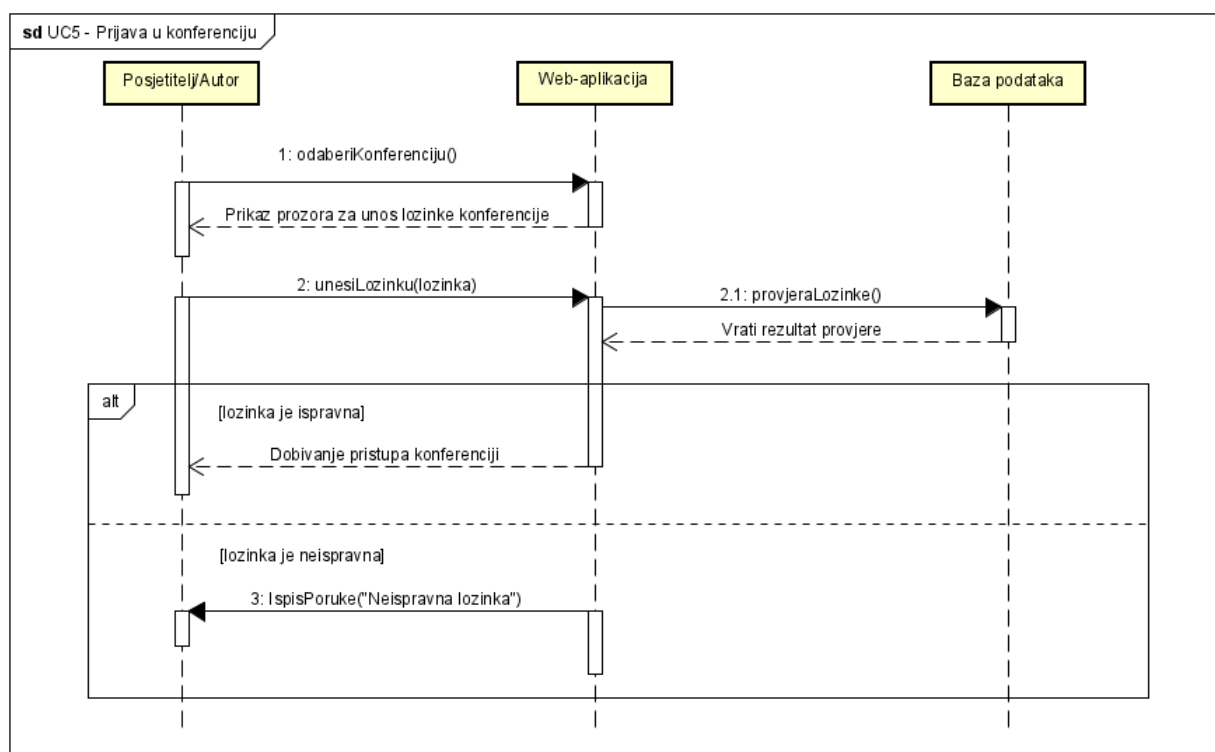 sd UC5 - Prijava u konferenciju
Posjetitelj/Autor
Web-aplikacija
Baza podataka
1: odaberiKonferenciju()
Prikaz prozora za unos lozinke konferencije
2: unesiLozinku(lozinka)
2.1: provjeraLozinke()
Vrati rezultat provjere
alt
[lozinka je ispravna]
Dobivanje pristupa konferenciji
[lozinka je neispravna]
3: IspisPoruke("Neispravna lozinka")